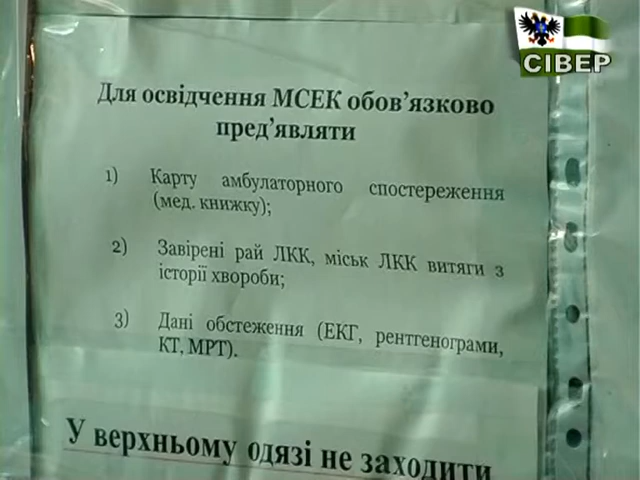 СІВЕР
Для освідчення МСЕК обов’язково
пред’являти
1) Карту амбулаторного спостереження
(мед. книжку);
2) Завірені рай ЛКК, міськ ЛКК витяги з
історії хвороби;
3) Дані обстеження (ЕКГ, рентгенограми,
КТ, МРТ).
У верхньому одязі не заходити